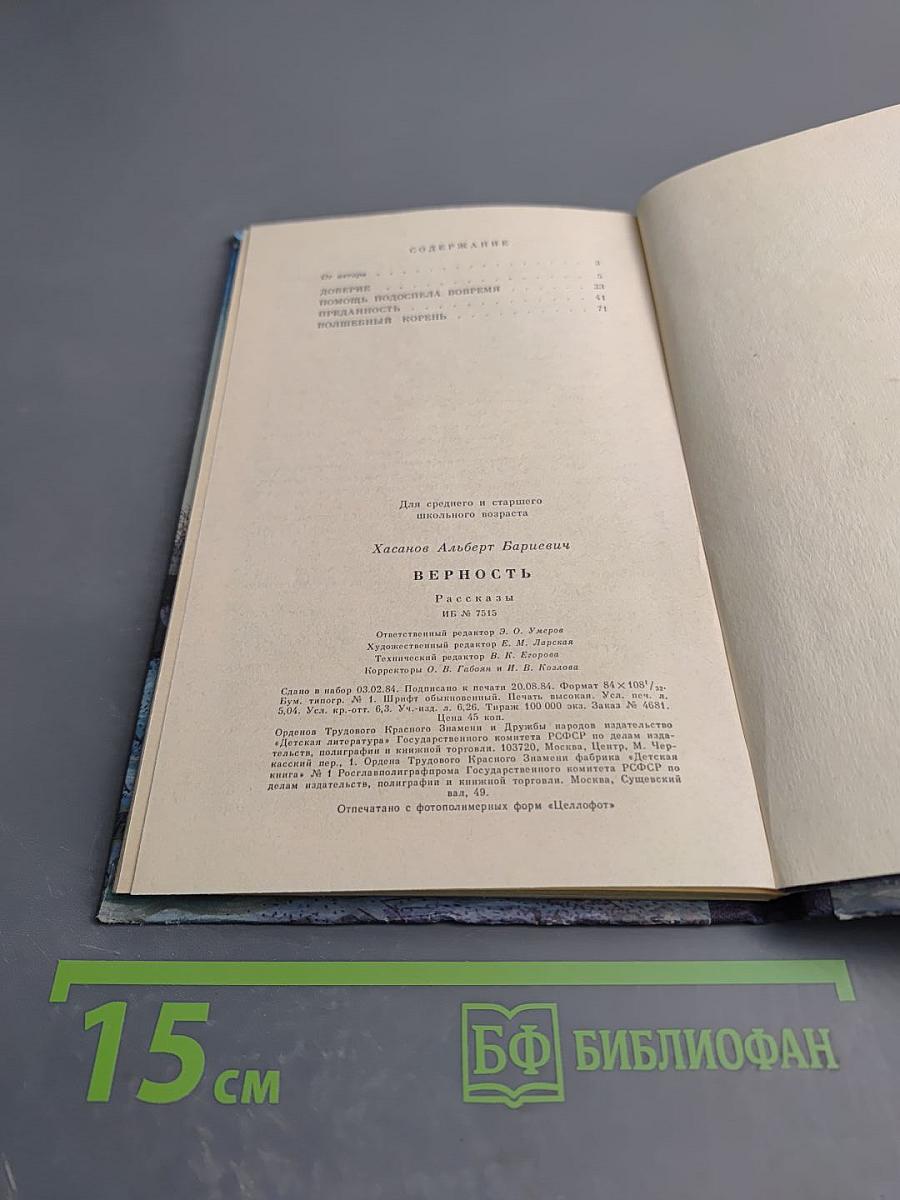 СОДЕРЖАНИЕ
От автора . . . 3
ДОВЕРИЕ . . . 5
ПОМОЩЬ ПОДОСПЕЛА ВОВРЕМЯ . . . 33
ПРЕДАННОСТЬ . . . 41
ВОЛШЕБНЫЙ КОРЕНЬ . . . 71
Для среднего и старшего
школьного возраста
Хасанов Альберт Бариевич
ВЕРНОСТЬ
Рассказы
ИБ № 7515
Ответственный редактор Э. О. Умеров
Художественный редактор Е. М. Ларская
Технический редактор В. К. Егорова
Корректоры О. В. Габоян и И. В. Козлова
Сдано в набор 03.02.84. Подписано к печати 20.08.84. Формат 84×108¹/₃₂.
Бум. типогр. № 1. Шрифт обыкновенный. Печать высокая. Усл. печ. л.
5,04. Усл. кр.-отт. 6,3. Уч.-изд. л. 6,26. Тираж 100 000 экз. Заказ № 4681.
Цена 45 коп.
Орденов Трудового Красного Знамени и Дружбы народов издательство
«Детская литература» Государственного комитета РСФСР по делам изда-
тельств, полиграфии и книжной торговли. 103720, Москва, Центр, М. Чер-
касский пер., 1. Ордена Трудового Красного Знамени фабрика «Детская
книга» № 1 Росглавполиграфпрома Государственного комитета РСФСР по
делам издательств, полиграфии и книжной торговли. Москва, Сущевский
вал, 49.
Отпечатано с фотополимерных форм «Целлофот»
15 см
БФ БИБЛИОФАН